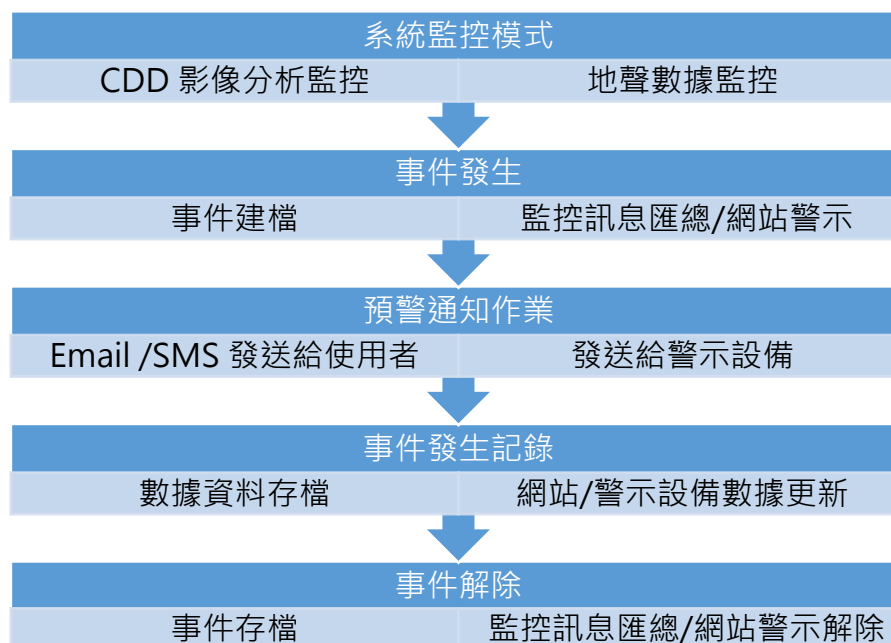 系統監控模式
CDD 影像分析監控 地聲數據監控
事件發生
事件建檔 監控訊息匯總/網站警示
預警通知作業
Email /SMS 發送給使用者 發送給警示設備
事件發生記錄
數據資料存檔 網站/警示設備數據更新
事件解除
事件存檔 監控訊息匯總/網站警示解除